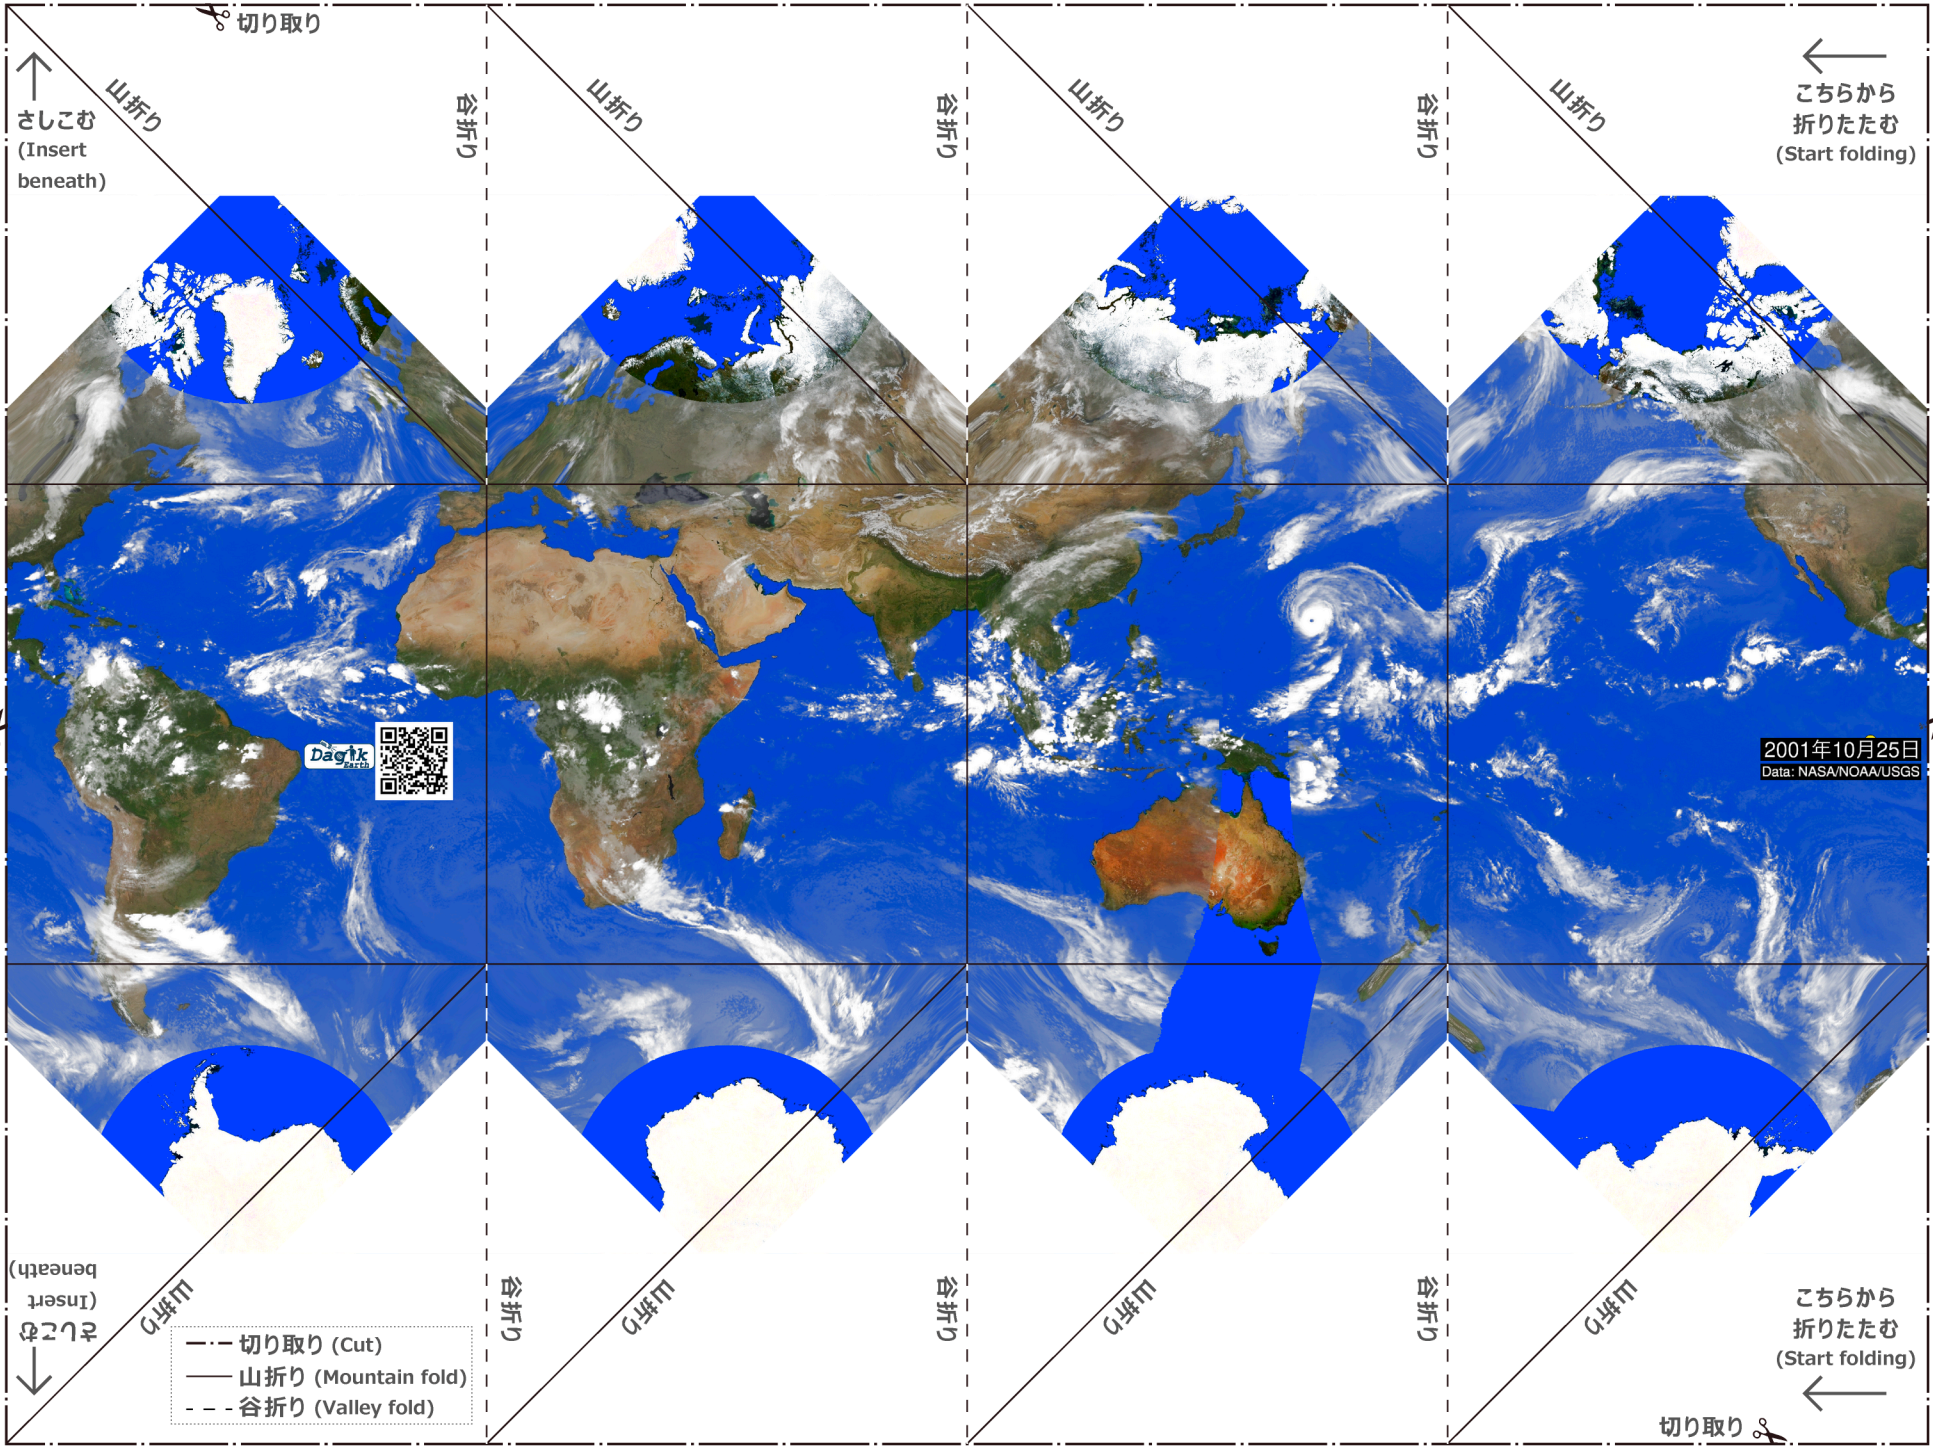 切り取り
山折り
谷折り
山折り
谷折り
山折り
谷折り
山折り
さしこむ
(Insert
beneath)
こちらから
折りたたむ
(Start folding)
Dagik
Earth
2001年10月25日
Data: NASA/NOAA/USGS
さしこむ
(Insert
beneath)
山折り
谷折り
山折り
谷折り
山折り
谷折り
山折り
こちらから
折りたたむ
(Start folding)
切り取り (Cut)
山折り (Mountain fold)
谷折り (Valley fold)
切り取り